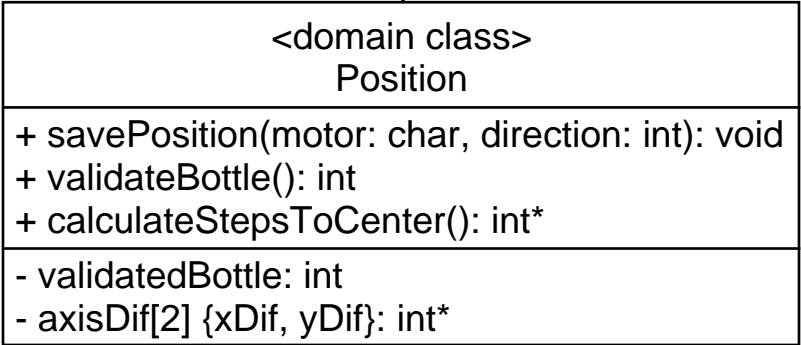 <domain class>
Position
+ savePosition(motor: char, direction: int): void
+ validateBottle(): int
+ calculateStepsToCenter(): int*
- validatedBottle: int
- axisDif[2] {xDif, yDif}: int*